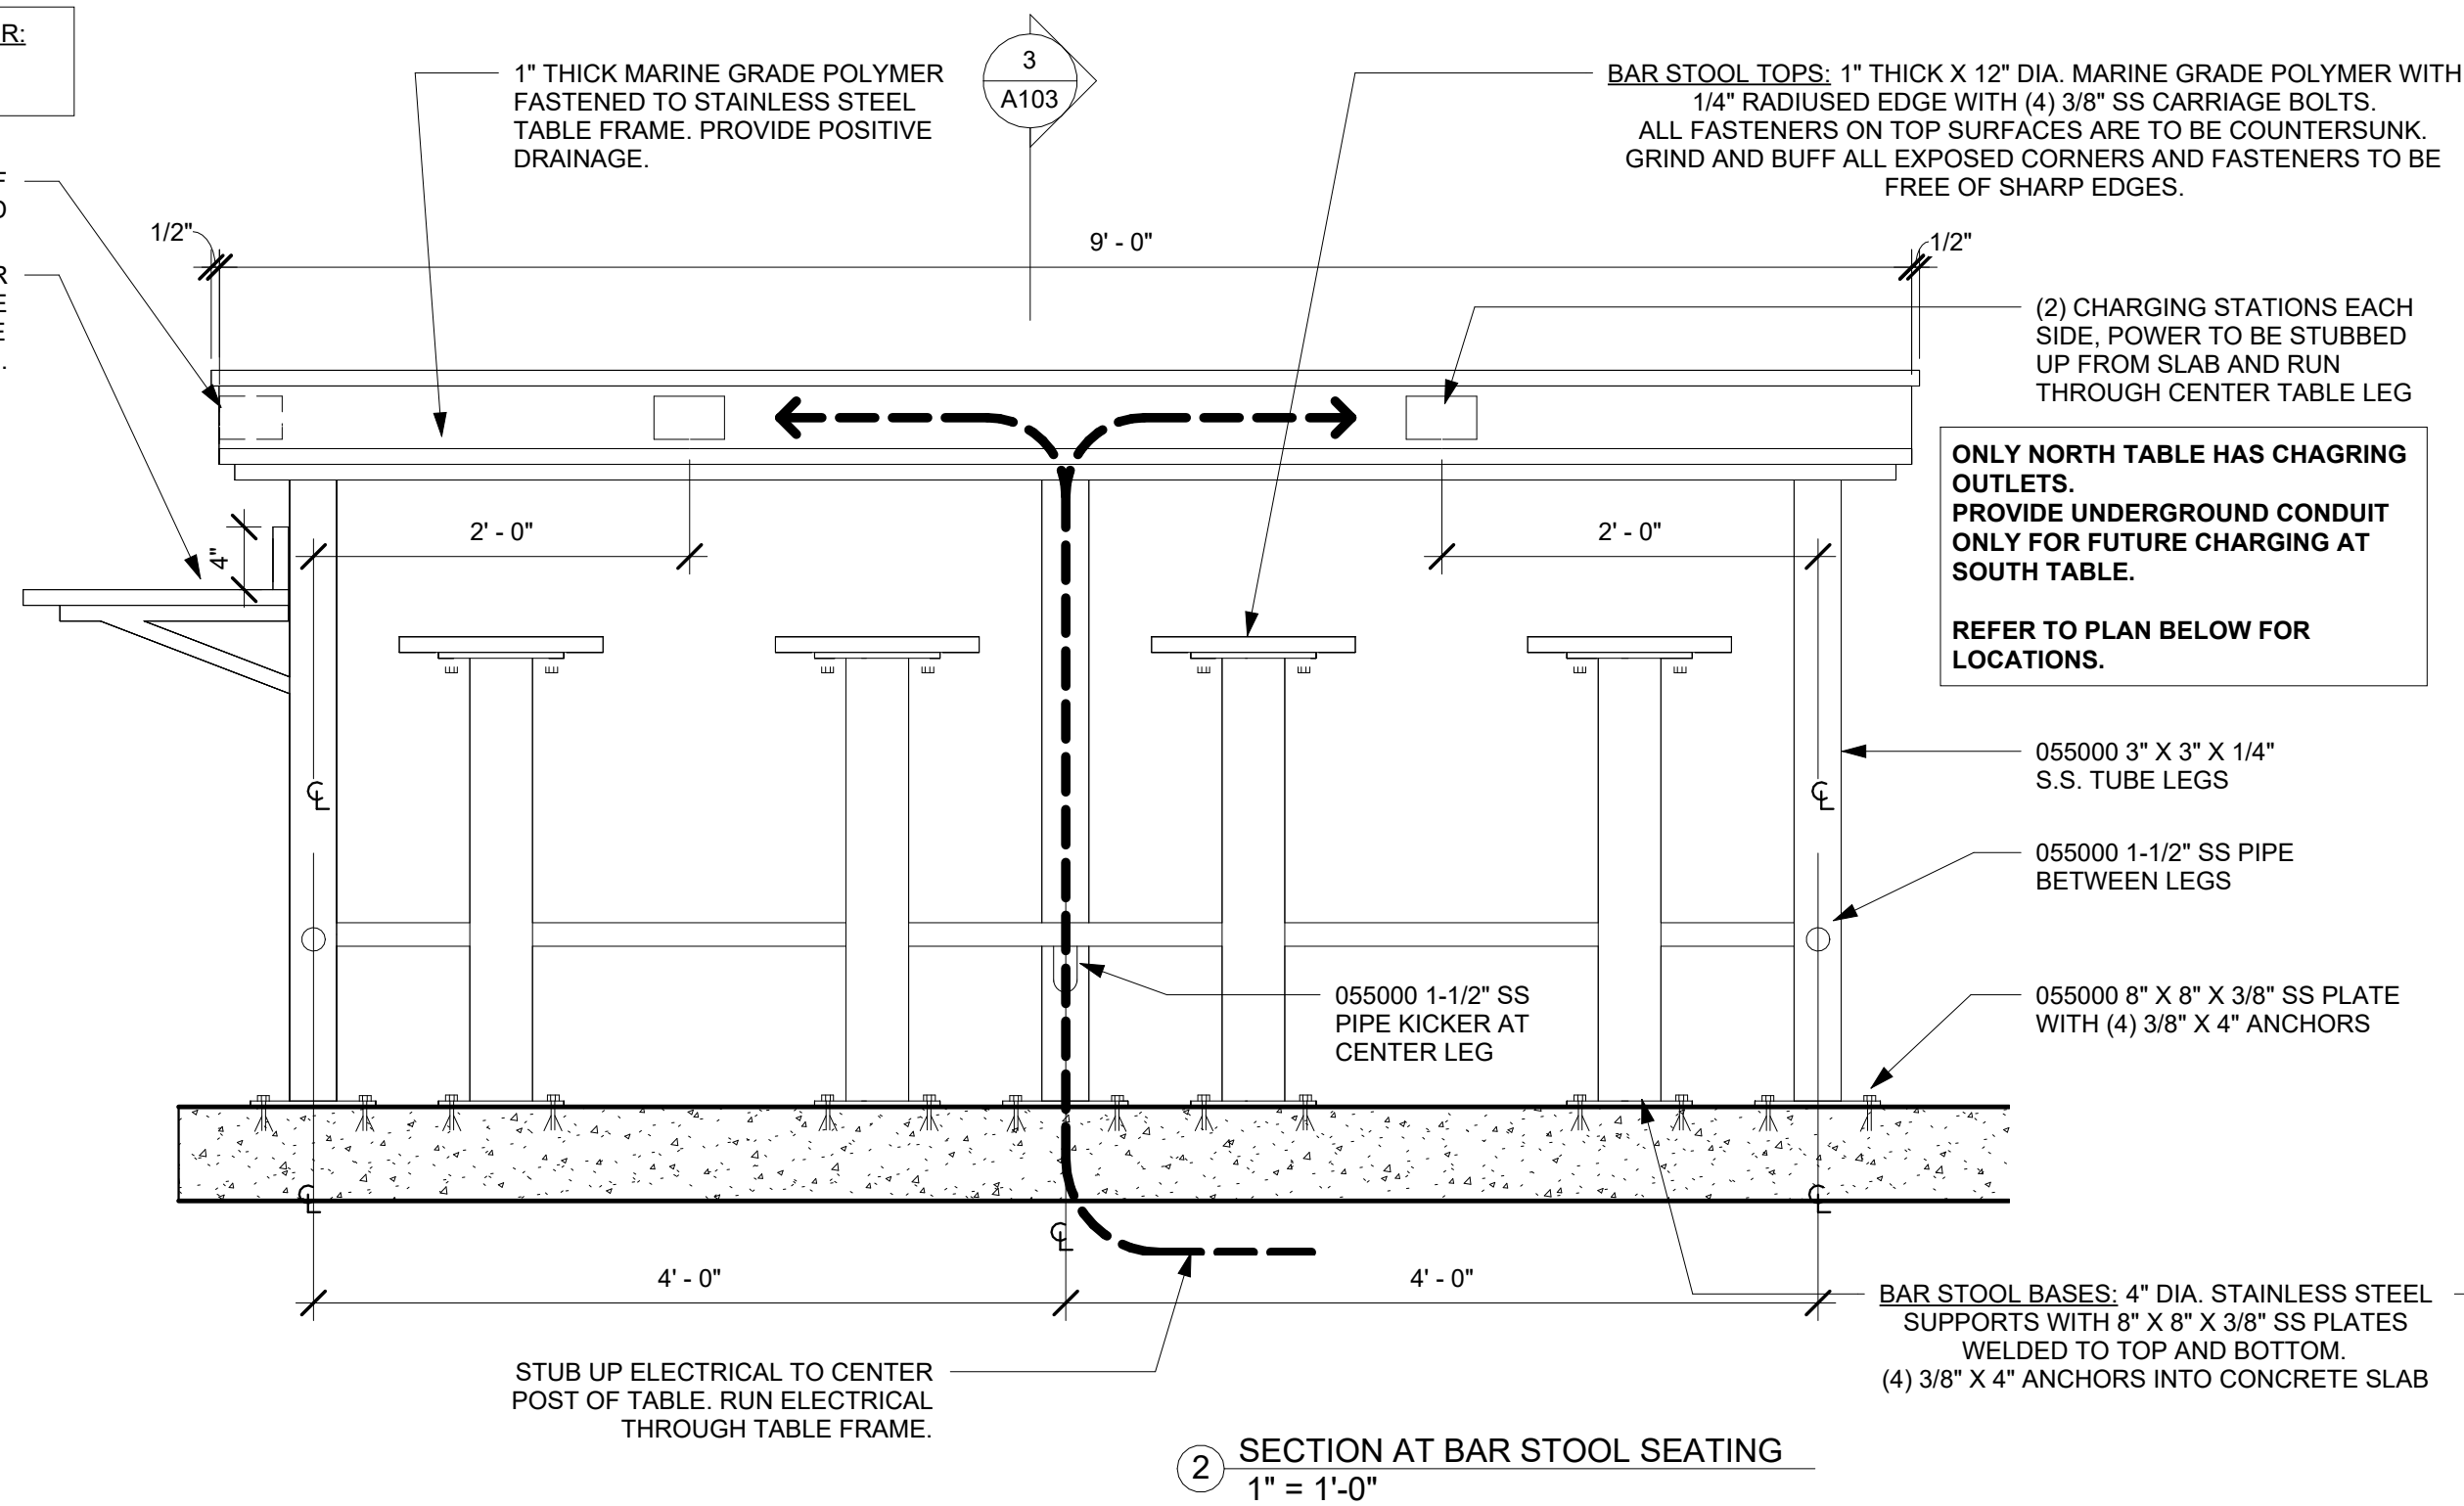 R:
1" THICK MARINE GRADE POLYMER
FASTENED TO STAINLESS STEEL
TABLE FRAME. PROVIDE POSITIVE
DRAINAGE.
3
A103
BAR STOOL TOPS: 1" THICK X 12" DIA. MARINE GRADE POLYMER WITH
1/4" RADIUSED EDGE WITH (4) 3/8" SS CARRIAGE BOLTS.
ALL FASTENERS ON TOP SURFACES ARE TO BE COUNTERSUNK.
GRIND AND BUFF ALL EXPOSED CORNERS AND FASTENERS TO BE
FREE OF SHARP EDGES.
1/2"
9' - 0"
1/2"
(2) CHARGING STATIONS EACH
SIDE, POWER TO BE STUBBED
UP FROM SLAB AND RUN
THROUGH CENTER TABLE LEG
ONLY NORTH TABLE HAS CHAGRING
OUTLETS.
PROVIDE UNDERGROUND CONDUIT
ONLY FOR FUTURE CHARGING AT
SOUTH TABLE.
REFER TO PLAN BELOW FOR
LOCATIONS.
2' - 0"
2' - 0"
4"
055000 3" X 3" X 1/4"
S.S. TUBE LEGS
055000 1-1/2" SS PIPE
BETWEEN LEGS
055000 1-1/2" SS
PIPE KICKER AT
CENTER LEG
055000 8" X 8" X 3/8" SS PLATE
WITH (4) 3/8" X 4" ANCHORS
4' - 0"
4' - 0"
BAR STOOL BASES: 4" DIA. STAINLESS STEEL
SUPPORTS WITH 8" X 8" X 3/8" SS PLATES
WELDED TO TOP AND BOTTOM.
(4) 3/8" X 4" ANCHORS INTO CONCRETE SLAB
STUB UP ELECTRICAL TO CENTER
POST OF TABLE. RUN ELECTRICAL
THROUGH TABLE FRAME.
2
SECTION AT BAR STOOL SEATING
1" = 1'-0"